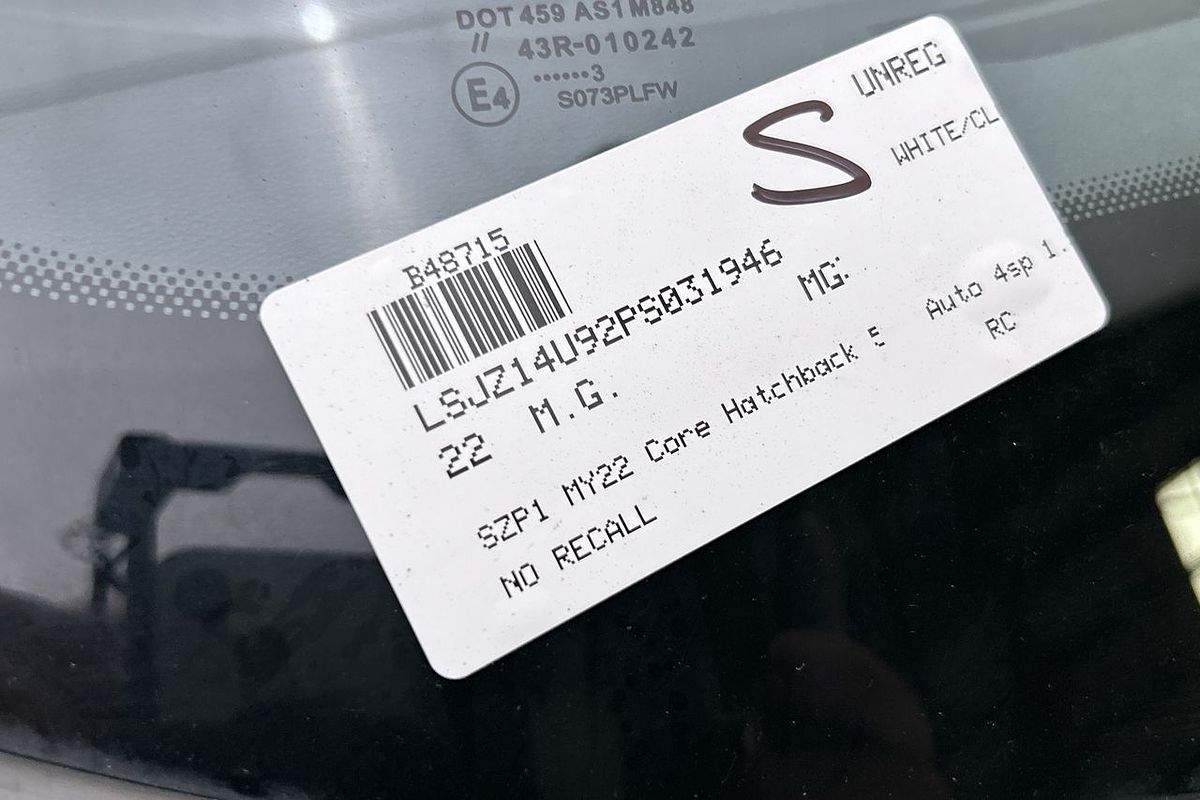 DOT 459 AS1 M848
// 43R-010242
······3
E4 S073PLFW
UNREG
S
WHITE/CL
B48715
LSJZ14U92PS031946
22 M.G. MG
SZP1 MY22 Core Hatchback 5 Auto 4sp 1.
NO RECALL RC